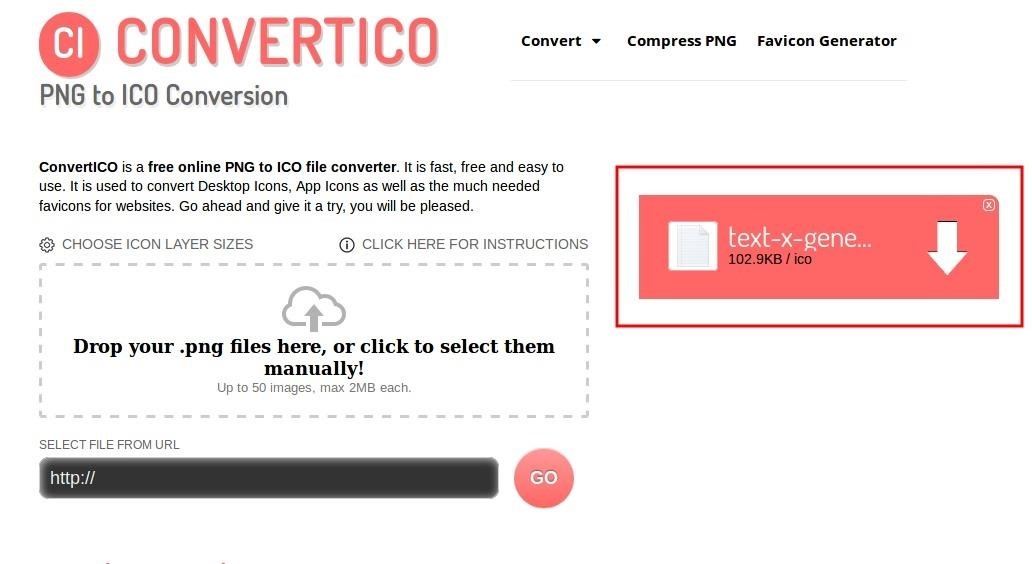 CI CONVERTICO
PNG to ICO Conversion
Convert Compress PNG Favicon Generator
ConvertICO is a free online PNG to ICO file converter. It is fast, free and easy to
use. It is used to convert Desktop Icons, App Icons as well as the much needed
favicons for websites. Go ahead and give it a try, you will be pleased.
CHOOSE ICON LAYER SIZES
CLICK HERE FOR INSTRUCTIONS
Drop your .png files here, or click to select them
manually!
Up to 50 images, max 2MB each.
SELECT FILE FROM URL
http://
GO
x
text-x-gene...
102.9KB / ico